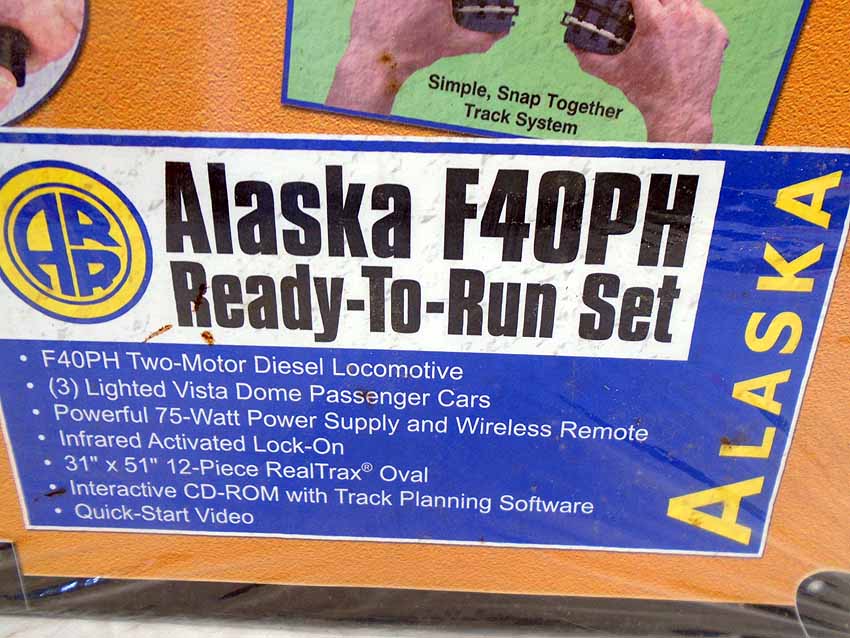 Simple, Snap Together
Track System
ARR
Alaska F40PH
Ready-To-Run Set
ALASKA
• F40PH Two-Motor Diesel Locomotive
• (3) Lighted Vista Dome Passenger Cars
• Powerful 75-Watt Power Supply and Wireless Remote
• Infrared Activated Lock-On
• 31" x 51" 12-Piece RealTrax® Oval
• Interactive CD-ROM with Track Planning Software
• Quick-Start Video